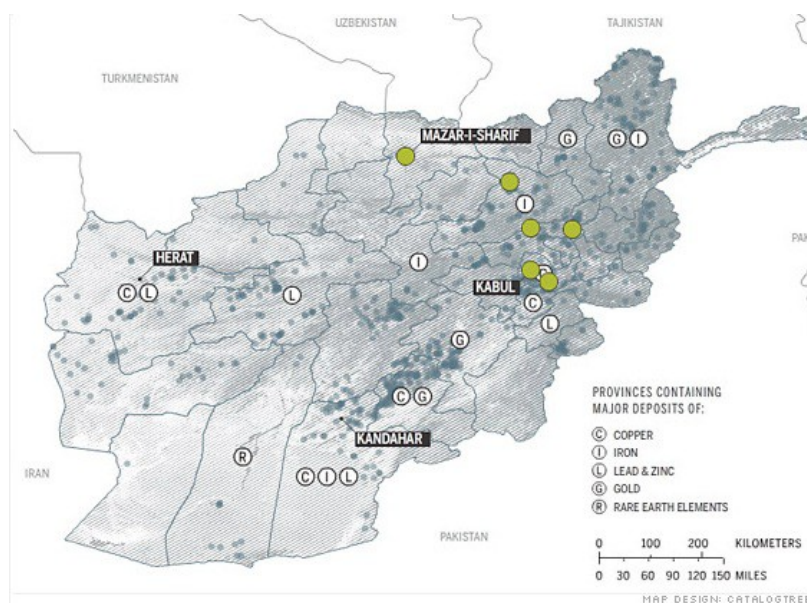 UZBEKISTAN
TAJIKISTAN
TURKMENISTAN
MAZAR-I-SHARIF
G
G I
I
HERAT
I
C L
L
KABUL
C
L
G
C G
KANDAHAR
R
C I L
IRAN
PAKISTAN
PROVINCES CONTAINING
MAJOR DEPOSITS OF:
C COPPER
I IRON
L LEAD & ZINC
G GOLD
R RARE EARTH ELEMENTS
0 100 200 KILOMETERS
0 30 60 90 120 150 MILES
MAP DESIGN: CATALOGTRE